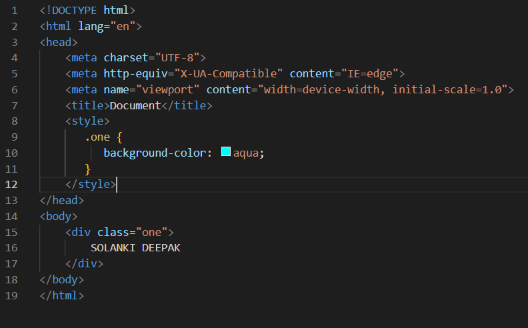 1 <!DOCTYPE html>
2 <html lang="en">
3 <head>
4     <meta charset="UTF-8">
5     <meta http-equiv="X-UA-Compatible" content="IE=edge">
6     <meta name="viewport" content="width=device-width, initial-scale=1.0">
7     <title>Document</title>
8     <style>
9        .one {
10          background-color: aqua;
11       }
12    </style>
13 </head>
14 <body>
15    <div class="one">
16        SOLANKI DEEPAK
17    </div>
18 </body>
19 </html>